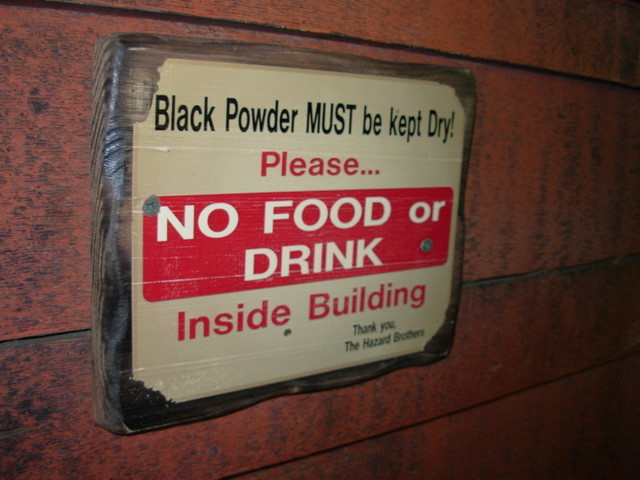 Black Powder MUST be kept Dry!
Please...
NO FOOD or
DRINK
Inside Building
Thank you,
The Hazard Brothers